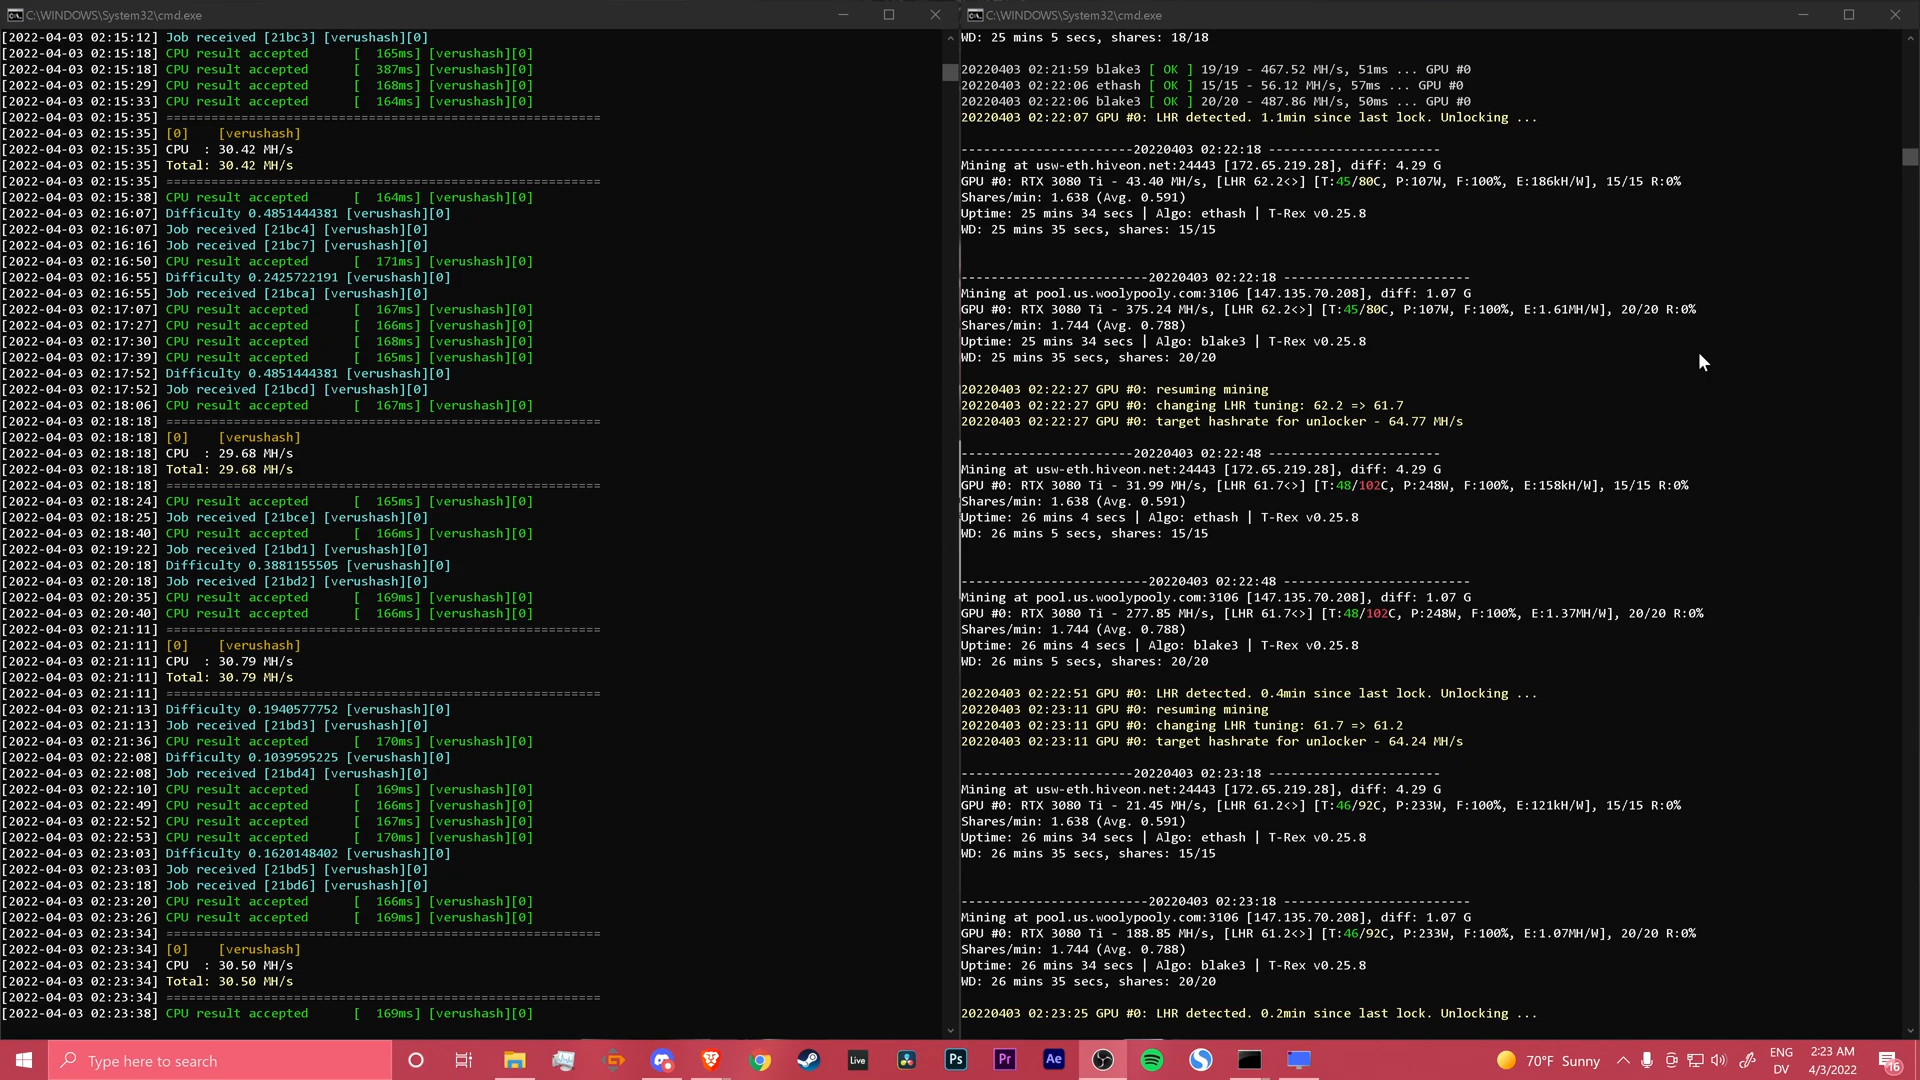 C:\WINDOWS\System32\cmd.exe
[2022-04-03 02:15:12] Job received [21bc3] [verushash][0]
[2022-04-03 02:15:18] CPU result accepted [ 165ms] [verushash][0]
[2022-04-03 02:15:18] CPU result accepted [ 387ms] [verushash][0]
[2022-04-03 02:15:29] CPU result accepted [ 168ms] [verushash][0]
[2022-04-03 02:15:33] CPU result accepted [ 164ms] [verushash][0]
[2022-04-03 02:15:35] ==========================================================
[2022-04-03 02:15:35] [0] [verushash]
[2022-04-03 02:15:35] CPU : 30.42 MH/s
[2022-04-03 02:15:35] Total: 30.42 MH/s
[2022-04-03 02:15:35] ==========================================================
[2022-04-03 02:15:38] CPU result accepted [ 164ms] [verushash][0]
[2022-04-03 02:16:07] Difficulty 0.4851444381 [verushash][0]
[2022-04-03 02:16:07] Job received [21bc4] [verushash][0]
[2022-04-03 02:16:16] Job received [21bc7] [verushash][0]
[2022-04-03 02:16:50] CPU result accepted [ 171ms] [verushash][0]
[2022-04-03 02:16:55] Difficulty 0.2425722191 [verushash][0]
[2022-04-03 02:16:55] Job received [21bca] [verushash][0]
[2022-04-03 02:17:07] CPU result accepted [ 167ms] [verushash][0]
[2022-04-03 02:17:27] CPU result accepted [ 166ms] [verushash][0]
[2022-04-03 02:17:30] CPU result accepted [ 168ms] [verushash][0]
[2022-04-03 02:17:39] CPU result accepted [ 165ms] [verushash][0]
[2022-04-03 02:17:52] Difficulty 0.4851444381 [verushash][0]
[2022-04-03 02:17:52] Job received [21bcd] [verushash][0]
[2022-04-03 02:18:06] CPU result accepted [ 167ms] [verushash][0]
[2022-04-03 02:18:18] ==========================================================
[2022-04-03 02:18:18] [0] [verushash]
[2022-04-03 02:18:18] CPU : 29.68 MH/s
[2022-04-03 02:18:18] Total: 29.68 MH/s
[2022-04-03 02:18:18] ==========================================================
[2022-04-03 02:18:24] CPU result accepted [ 165ms] [verushash][0]
[2022-04-03 02:18:25] Job received [21bce] [verushash][0]
[2022-04-03 02:18:40] CPU result accepted [ 166ms] [verushash][0]
[2022-04-03 02:19:22] Job received [21bd1] [verushash][0]
[2022-04-03 02:20:18] Difficulty 0.3881155505 [verushash][0]
[2022-04-03 02:20:18] Job received [21bd2] [verushash][0]
[2022-04-03 02:20:35] CPU result accepted [ 169ms] [verushash][0]
[2022-04-03 02:20:40] CPU result accepted [ 166ms] [verushash][0]
[2022-04-03 02:21:11] ==========================================================
[2022-04-03 02:21:11] [0] [verushash]
[2022-04-03 02:21:11] CPU : 30.79 MH/s
[2022-04-03 02:21:11] Total: 30.79 MH/s
[2022-04-03 02:21:11] ==========================================================
[2022-04-03 02:21:13] Difficulty 0.1940577752 [verushash][0]
[2022-04-03 02:21:13] Job received [21bd3] [verushash][0]
[2022-04-03 02:21:36] CPU result accepted [ 170ms] [verushash][0]
[2022-04-03 02:22:08] Difficulty 0.1039595225 [verushash][0]
[2022-04-03 02:22:08] Job received [21bd4] [verushash][0]
[2022-04-03 02:22:10] CPU result accepted [ 169ms] [verushash][0]
[2022-04-03 02:22:49] CPU result accepted [ 166ms] [verushash][0]
[2022-04-03 02:22:52] CPU result accepted [ 167ms] [verushash][0]
[2022-04-03 02:22:53] CPU result accepted [ 170ms] [verushash][0]
[2022-04-03 02:23:03] Difficulty 0.1620148402 [verushash][0]
[2022-04-03 02:23:03] Job received [21bd5] [verushash][0]
[2022-04-03 02:23:18] Job received [21bd6] [verushash][0]
[2022-04-03 02:23:20] CPU result accepted [ 166ms] [verushash][0]
[2022-04-03 02:23:26] CPU result accepted [ 169ms] [verushash][0]
[2022-04-03 02:23:34] ==========================================================
[2022-04-03 02:23:34] [0] [verushash]
[2022-04-03 02:23:34] CPU : 30.50 MH/s
[2022-04-03 02:23:34] Total: 30.50 MH/s
[2022-04-03 02:23:34] ==========================================================
[2022-04-03 02:23:38] CPU result accepted [ 169ms] [verushash][0]
C:\WINDOWS\System32\cmd.exe
WD: 25 mins 5 secs, shares: 18/18
20220403 02:21:59 blake3 [ OK ] 19/19 - 467.52 MH/s, 51ms ... GPU #0
20220403 02:22:06 ethash [ OK ] 15/15 - 56.12 MH/s, 57ms ... GPU #0
20220403 02:22:06 blake3 [ OK ] 20/20 - 487.86 MH/s, 50ms ... GPU #0
20220403 02:22:07 GPU #0: LHR detected. 1.1min since last lock. Unlocking ...
-----------------------20220403 02:22:18 -----------------------
Mining at usw-eth.hiveon.net:24443 [172.65.219.28], diff: 4.29 G
GPU #0: RTX 3080 Ti - 43.40 MH/s, [LHR 62.2<>] [T:45/80C, P:107W, F:100%, E:186kH/W], 15/15 R:0%
Shares/min: 1.638 (Avg. 0.591)
Uptime: 25 mins 34 secs | Algo: ethash | T-Rex v0.25.8
WD: 25 mins 35 secs, shares: 15/15
-------------------------20220403 02:22:18 -------------------------
Mining at pool.us.woolypooly.com:3106 [147.135.70.208], diff: 1.07 G
GPU #0: RTX 3080 Ti - 375.24 MH/s, [LHR 62.2<>] [T:45/80C, P:107W, F:100%, E:1.61MH/W], 20/20 R:0%
Shares/min: 1.744 (Avg. 0.788)
Uptime: 25 mins 34 secs | Algo: blake3 | T-Rex v0.25.8
WD: 25 mins 35 secs, shares: 20/20
20220403 02:22:27 GPU #0: resuming mining
20220403 02:22:27 GPU #0: changing LHR tuning: 62.2 => 61.7
20220403 02:22:27 GPU #0: target hashrate for unlocker - 64.77 MH/s
-----------------------20220403 02:22:48 -----------------------
Mining at usw-eth.hiveon.net:24443 [172.65.219.28], diff: 4.29 G
GPU #0: RTX 3080 Ti - 31.99 MH/s, [LHR 61.7<>] [T:48/102C, P:248W, F:100%, E:158kH/W], 15/15 R:0%
Shares/min: 1.638 (Avg. 0.591)
Uptime: 26 mins 4 secs | Algo: ethash | T-Rex v0.25.8
WD: 26 mins 5 secs, shares: 15/15
-------------------------20220403 02:22:48 -------------------------
Mining at pool.us.woolypooly.com:3106 [147.135.70.208], diff: 1.07 G
GPU #0: RTX 3080 Ti - 277.85 MH/s, [LHR 61.7<>] [T:48/102C, P:248W, F:100%, E:1.37MH/W], 20/20 R:0%
Shares/min: 1.744 (Avg. 0.788)
Uptime: 26 mins 4 secs | Algo: blake3 | T-Rex v0.25.8
WD: 26 mins 5 secs, shares: 20/20
20220403 02:22:51 GPU #0: LHR detected. 0.4min since last lock. Unlocking ...
20220403 02:23:11 GPU #0: resuming mining
20220403 02:23:11 GPU #0: changing LHR tuning: 61.7 => 61.2
20220403 02:23:11 GPU #0: target hashrate for unlocker - 64.24 MH/s
-----------------------20220403 02:23:18 -----------------------
Mining at usw-eth.hiveon.net:24443 [172.65.219.28], diff: 4.29 G
GPU #0: RTX 3080 Ti - 21.45 MH/s, [LHR 61.2<>] [T:46/92C, P:233W, F:100%, E:121kH/W], 15/15 R:0%
Shares/min: 1.638 (Avg. 0.591)
Uptime: 26 mins 34 secs | Algo: ethash | T-Rex v0.25.8
WD: 26 mins 35 secs, shares: 15/15
-------------------------20220403 02:23:18 -------------------------
Mining at pool.us.woolypooly.com:3106 [147.135.70.208], diff: 1.07 G
GPU #0: RTX 3080 Ti - 188.85 MH/s, [LHR 61.2<>] [T:46/92C, P:233W, F:100%, E:1.07MH/W], 20/20 R:0%
Shares/min: 1.744 (Avg. 0.788)
Uptime: 26 mins 34 secs | Algo: blake3 | T-Rex v0.25.8
WD: 26 mins 35 secs, shares: 20/20
20220403 02:23:25 GPU #0: LHR detected. 0.2min since last lock. Unlocking ...
Type here to search
Live
Ps
Pr
Ae
70°F Sunny
ENG
DV
2:23 AM
4/3/2022
16